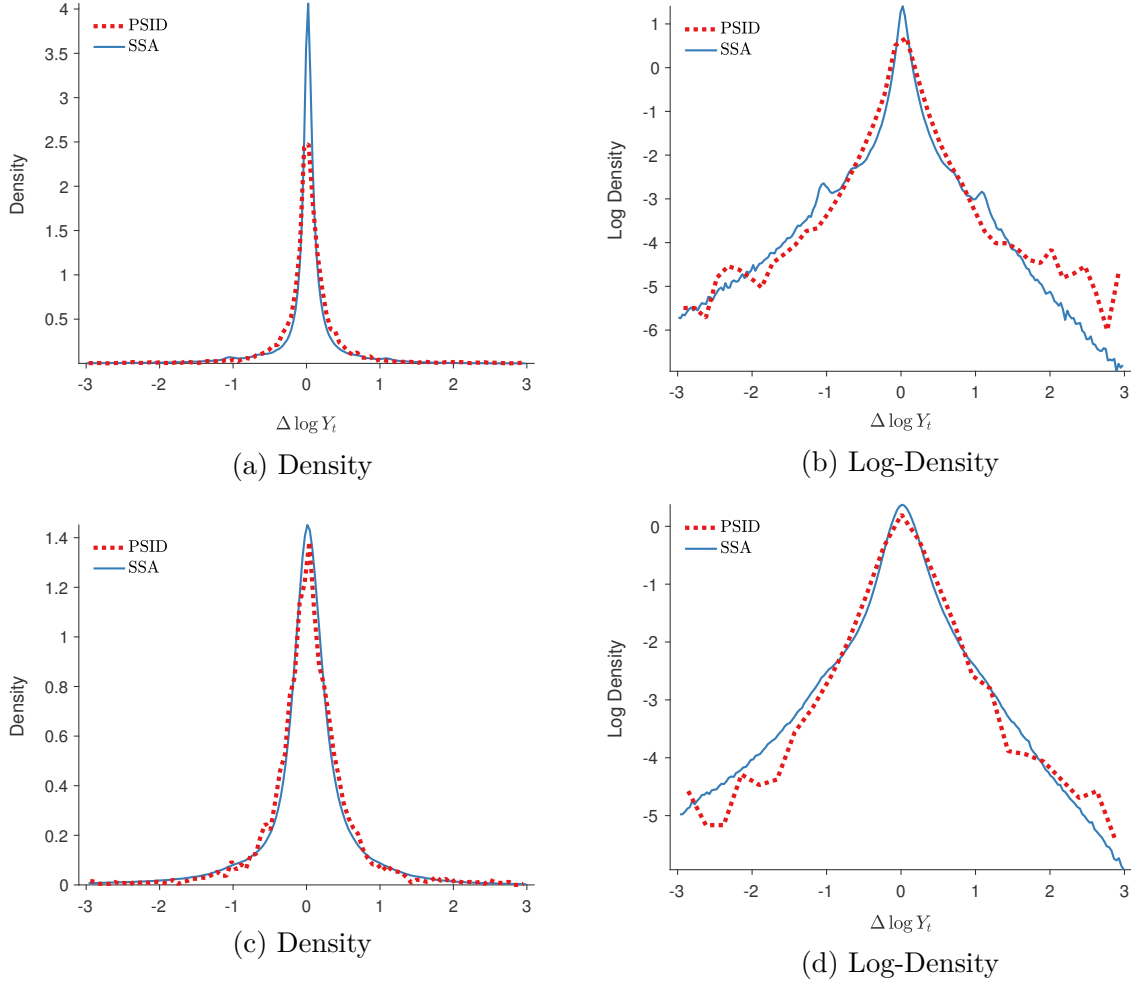 4
3.5
3
2.5
2
1.5
1
0.5
Density
PSID
SSA
-3 -2 -1 0 1 2 3
Δ log Y_t
(a) Density
1
0
-1
-2
-3
-4
-5
-6
Log Density
PSID
SSA
-3 -2 -1 0 1 2 3
Δ log Y_t
(b) Log-Density
1.4
1.2
1
0.8
0.6
0.4
0.2
0
Density
PSID
SSA
-3 -2 -1 0 1 2 3
(c) Density
0
-1
-2
-3
-4
-5
Log Density
PSID
SSA
-3 -2 -1 0 1 2 3
Δ log Y_t
(d) Log-Density